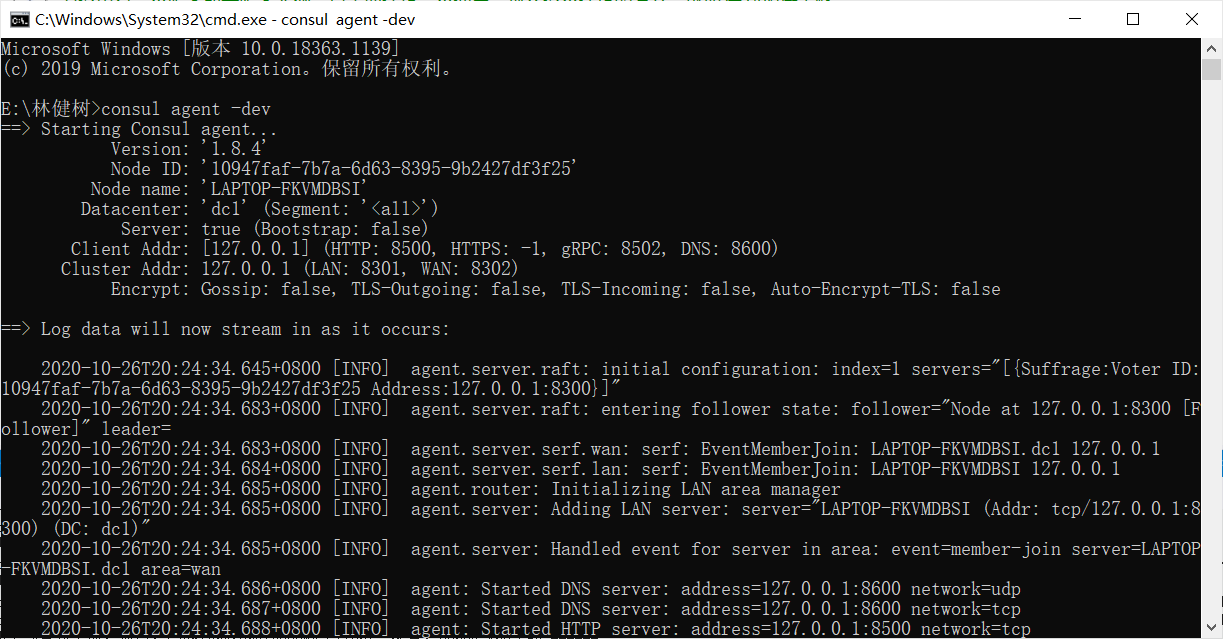 C:\Windows\System32\cmd.exe - consul agent -dev
Microsoft Windows [版本 10.0.18363.1139]
(c) 2019 Microsoft Corporation。保留所有权利。
E:\林健树>consul agent -dev
==> Starting Consul agent...
Version: '1.8.4'
Node ID: '10947faf-7b7a-6d63-8395-9b2427df3f25'
Node name: 'LAPTOP-FKVMDBSI'
Datacenter: 'dc1' (Segment: '<all>')
Server: true (Bootstrap: false)
Client Addr: [127.0.0.1] (HTTP: 8500, HTTPS: -1, gRPC: 8502, DNS: 8600)
Cluster Addr: 127.0.0.1 (LAN: 8301, WAN: 8302)
Encrypt: Gossip: false, TLS-Outgoing: false, TLS-Incoming: false, Auto-Encrypt-TLS: false
==> Log data will now stream in as it occurs:
2020-10-26T20:24:34.645+0800 [INFO]  agent.server.raft: initial configuration: index=1 servers="[{Suffrage:Voter ID:
10947faf-7b7a-6d63-8395-9b2427df3f25 Address:127.0.0.1:8300}]"
2020-10-26T20:24:34.683+0800 [INFO]  agent.server.raft: entering follower state: follower="Node at 127.0.0.1:8300 [F
ollower]" leader=
2020-10-26T20:24:34.683+0800 [INFO]  agent.server.serf.wan: serf: EventMemberJoin: LAPTOP-FKVMDBSI.dc1 127.0.0.1
2020-10-26T20:24:34.684+0800 [INFO]  agent.server.serf.lan: serf: EventMemberJoin: LAPTOP-FKVMDBSI 127.0.0.1
2020-10-26T20:24:34.685+0800 [INFO]  agent.router: Initializing LAN area manager
2020-10-26T20:24:34.685+0800 [INFO]  agent.server: Adding LAN server: server="LAPTOP-FKVMDBSI (Addr: tcp/127.0.0.1:8
300) (DC: dc1)"
2020-10-26T20:24:34.685+0800 [INFO]  agent.server: Handled event for server in area: event=member-join server=LAPTOP
-FKVMDBSI.dc1 area=wan
2020-10-26T20:24:34.686+0800 [INFO]  agent: Started DNS server: address=127.0.0.1:8600 network=udp
2020-10-26T20:24:34.687+0800 [INFO]  agent: Started DNS server: address=127.0.0.1:8600 network=tcp
2020-10-26T20:24:34.688+0800 [INFO]  agent: Started HTTP server: address=127.0.0.1:8500 network=tcp